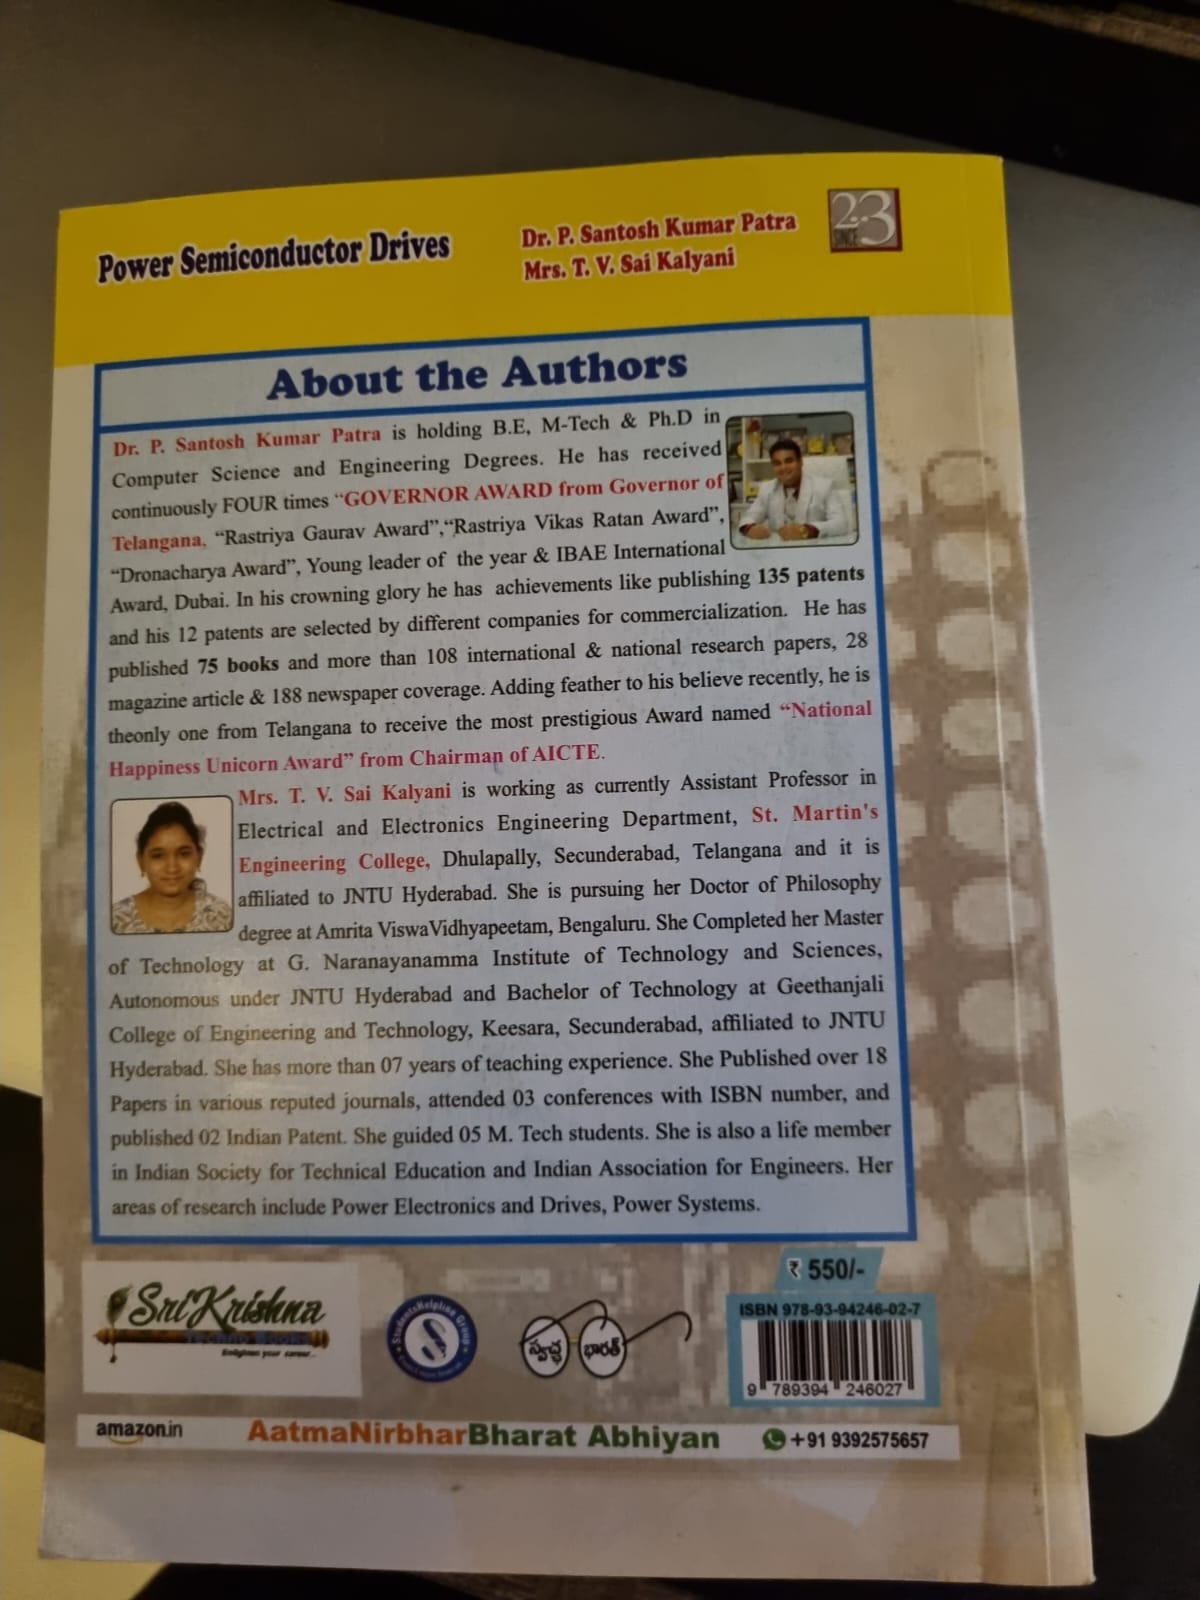 Power Semiconductor Drives
Dr. P. Santosh Kumar Patra
Mrs. T. V. Sai Kalyani
23
About the Authors
Dr. P. Santosh Kumar Patra is holding B.E, M-Tech & Ph.D in
Computer Science and Engineering Degrees. He has received
continuously FOUR times “GOVERNOR AWARD from Governor of
Telangana, “Rastriya Gaurav Award”,“Rastriya Vikas Ratan Award”,
“Dronacharya Award”, Young leader of the year & IBAE International
Award, Dubai. In his crowning glory he has achievements like publishing 135 patents
and his 12 patents are selected by different companies for commercialization. He has
published 75 books and more than 108 international & national research papers, 28
magazine article & 188 newspaper coverage. Adding feather to his believe recently, he is
theonly one from Telangana to receive the most prestigious Award named “National
Happiness Unicorn Award” from Chairman of AICTE.
Mrs. T. V. Sai Kalyani is working as currently Assistant Professor in
Electrical and Electronics Engineering Department, St. Martin's
Engineering College, Dhulapally, Secunderabad, Telangana and it is
affiliated to JNTU Hyderabad. She is pursuing her Doctor of Philosophy
degree at Amrita ViswaVidhyapeetam, Bengaluru. She Completed her Master
of Technology at G. Naranayanamma Institute of Technology and Sciences,
Autonomous under JNTU Hyderabad and Bachelor of Technology at Geethanjali
College of Engineering and Technology, Keesara, Secunderabad, affiliated to JNTU
Hyderabad. She has more than 07 years of teaching experience. She Published over 18
Papers in various reputed journals, attended 03 conferences with ISBN number, and
published 02 Indian Patent. She guided 05 M. Tech students. She is also a life member
in Indian Society for Technical Education and Indian Association for Engineers. Her
areas of research include Power Electronics and Drives, Power Systems.
₹ 550/-
SriKrishna
Techno Books
Enlighten your career...
StudentsHelpline Group
S
స్వచ్ఛ భారత్
ISBN 978-93-94246-02-7
9 789394 246027
amazon.in
AatmaNirbharBharat Abhiyan
+91 9392575657